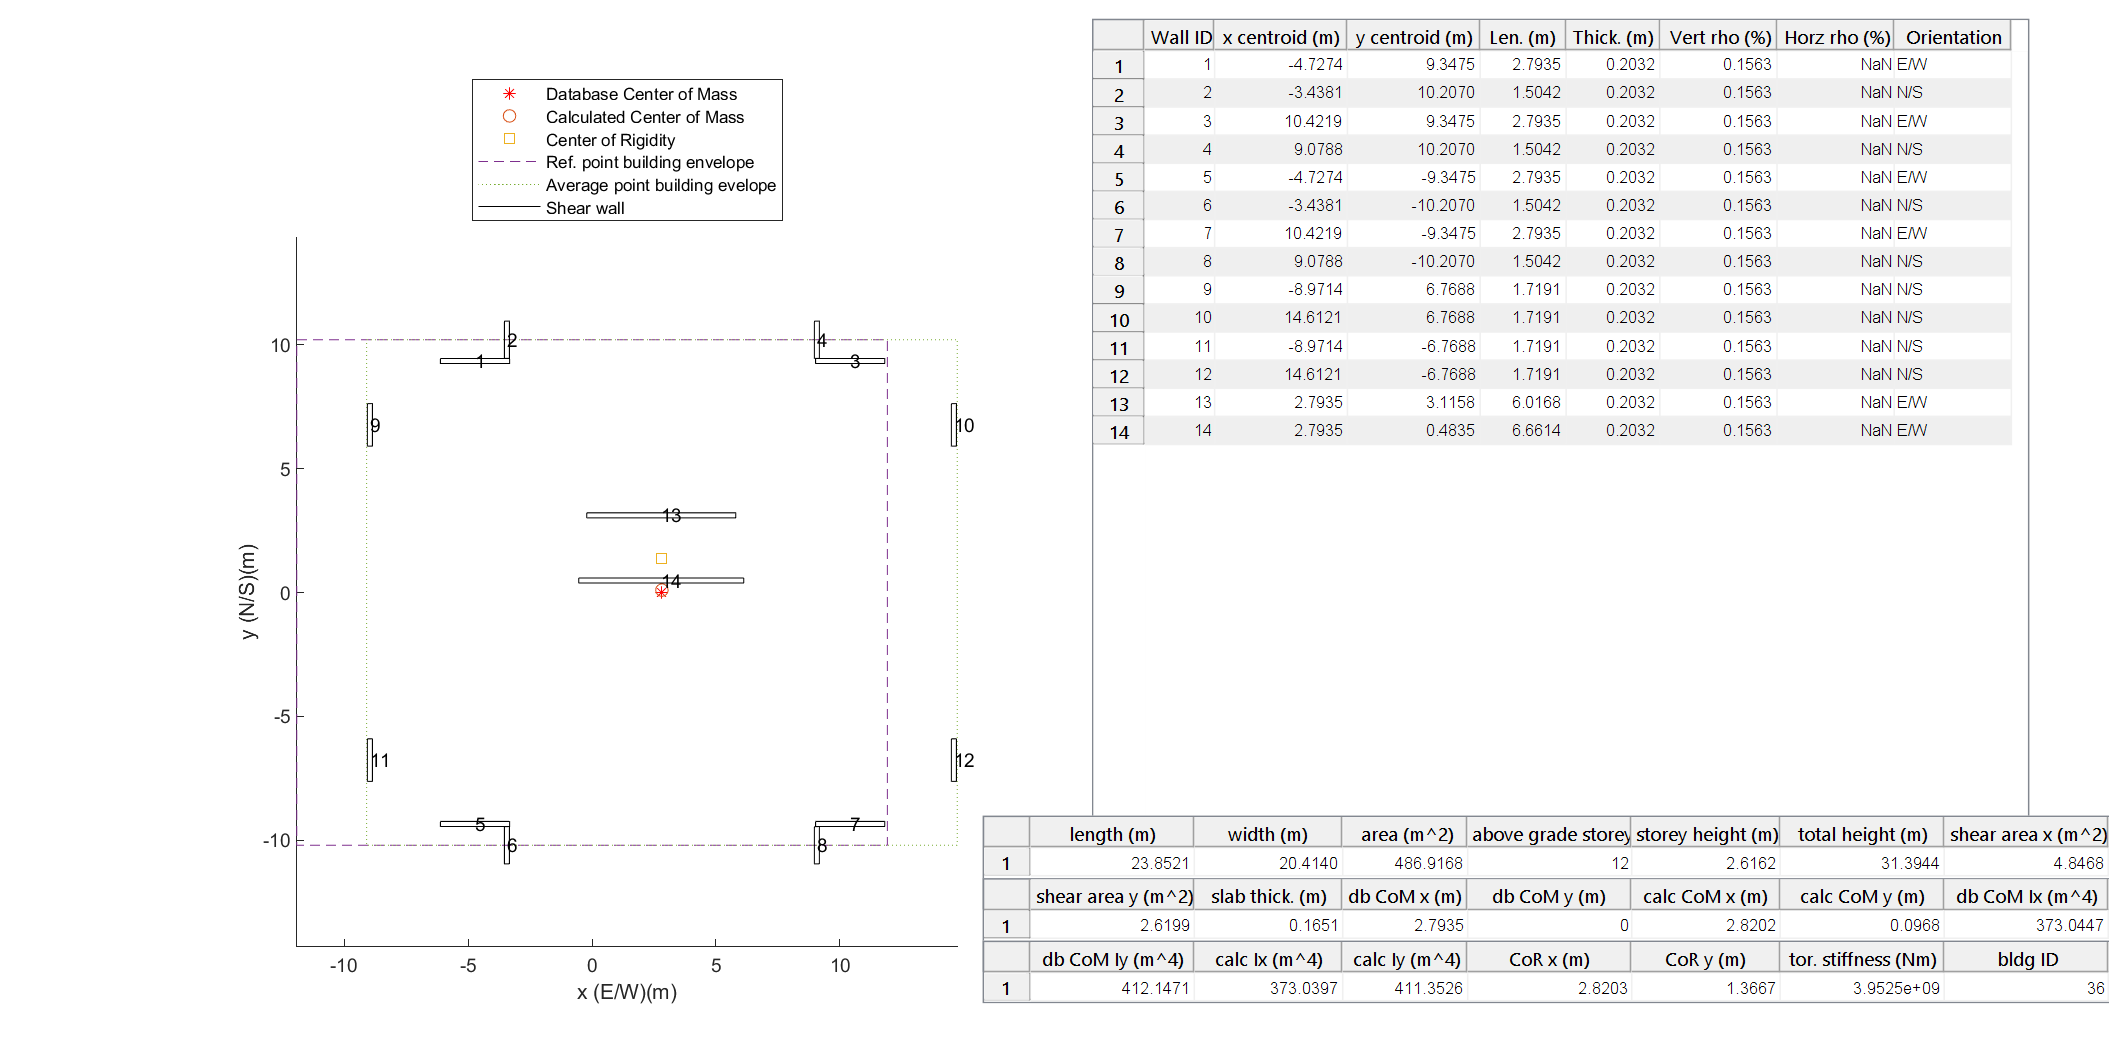 Database Center of Mass
Calculated Center of Mass
Center of Rigidity
Ref. point building envelope
Average point building evelope
Shear wall
10
5
0
-5
-10
y (N/S)(m)
-10 -5 0 5 10
x (E/W)(m)
2 4
1 3
9 10
13
14
11 12
5 7
6 8
Wall ID x centroid (m) y centroid (m) Len. (m) Thick. (m) Vert rho (%) Horz rho (%) Orientation
1 1 -4.7274 9.3475 2.7935 0.2032 0.1563 NaN E/W
2 2 -3.4381 10.2070 1.5042 0.2032 0.1563 NaN N/S
3 3 10.4219 9.3475 2.7935 0.2032 0.1563 NaN E/W
4 4 9.0788 10.2070 1.5042 0.2032 0.1563 NaN N/S
5 5 -4.7274 -9.3475 2.7935 0.2032 0.1563 NaN E/W
6 6 -3.4381 -10.2070 1.5042 0.2032 0.1563 NaN N/S
7 7 10.4219 -9.3475 2.7935 0.2032 0.1563 NaN E/W
8 8 9.0788 -10.2070 1.5042 0.2032 0.1563 NaN N/S
9 9 -8.9714 6.7688 1.7191 0.2032 0.1563 NaN N/S
10 10 14.6121 6.7688 1.7191 0.2032 0.1563 NaN N/S
11 11 -8.9714 -6.7688 1.7191 0.2032 0.1563 NaN N/S
12 12 14.6121 -6.7688 1.7191 0.2032 0.1563 NaN N/S
13 13 2.7935 3.1158 6.0168 0.2032 0.1563 NaN E/W
14 14 2.7935 0.4835 6.6614 0.2032 0.1563 NaN E/W
length (m) width (m) area (m^2) above grade storey storey height (m) total height (m) shear area x (m^2)
1 23.8521 20.4140 486.9168 12 2.6162 31.3944 4.8468
shear area y (m^2) slab thick. (m) db CoM x (m) db CoM y (m) calc CoM x (m) calc CoM y (m) db CoM Ix (m^4)
1 2.6199 0.1651 2.7935 0 2.8202 0.0968 373.0447
db CoM Iy (m^4) calc Ix (m^4) calc Iy (m^4) CoR x (m) CoR y (m) tor. stiffness (Nm) bldg ID
1 412.1471 373.0397 411.3526 2.8203 1.3667 3.9525e+09 36